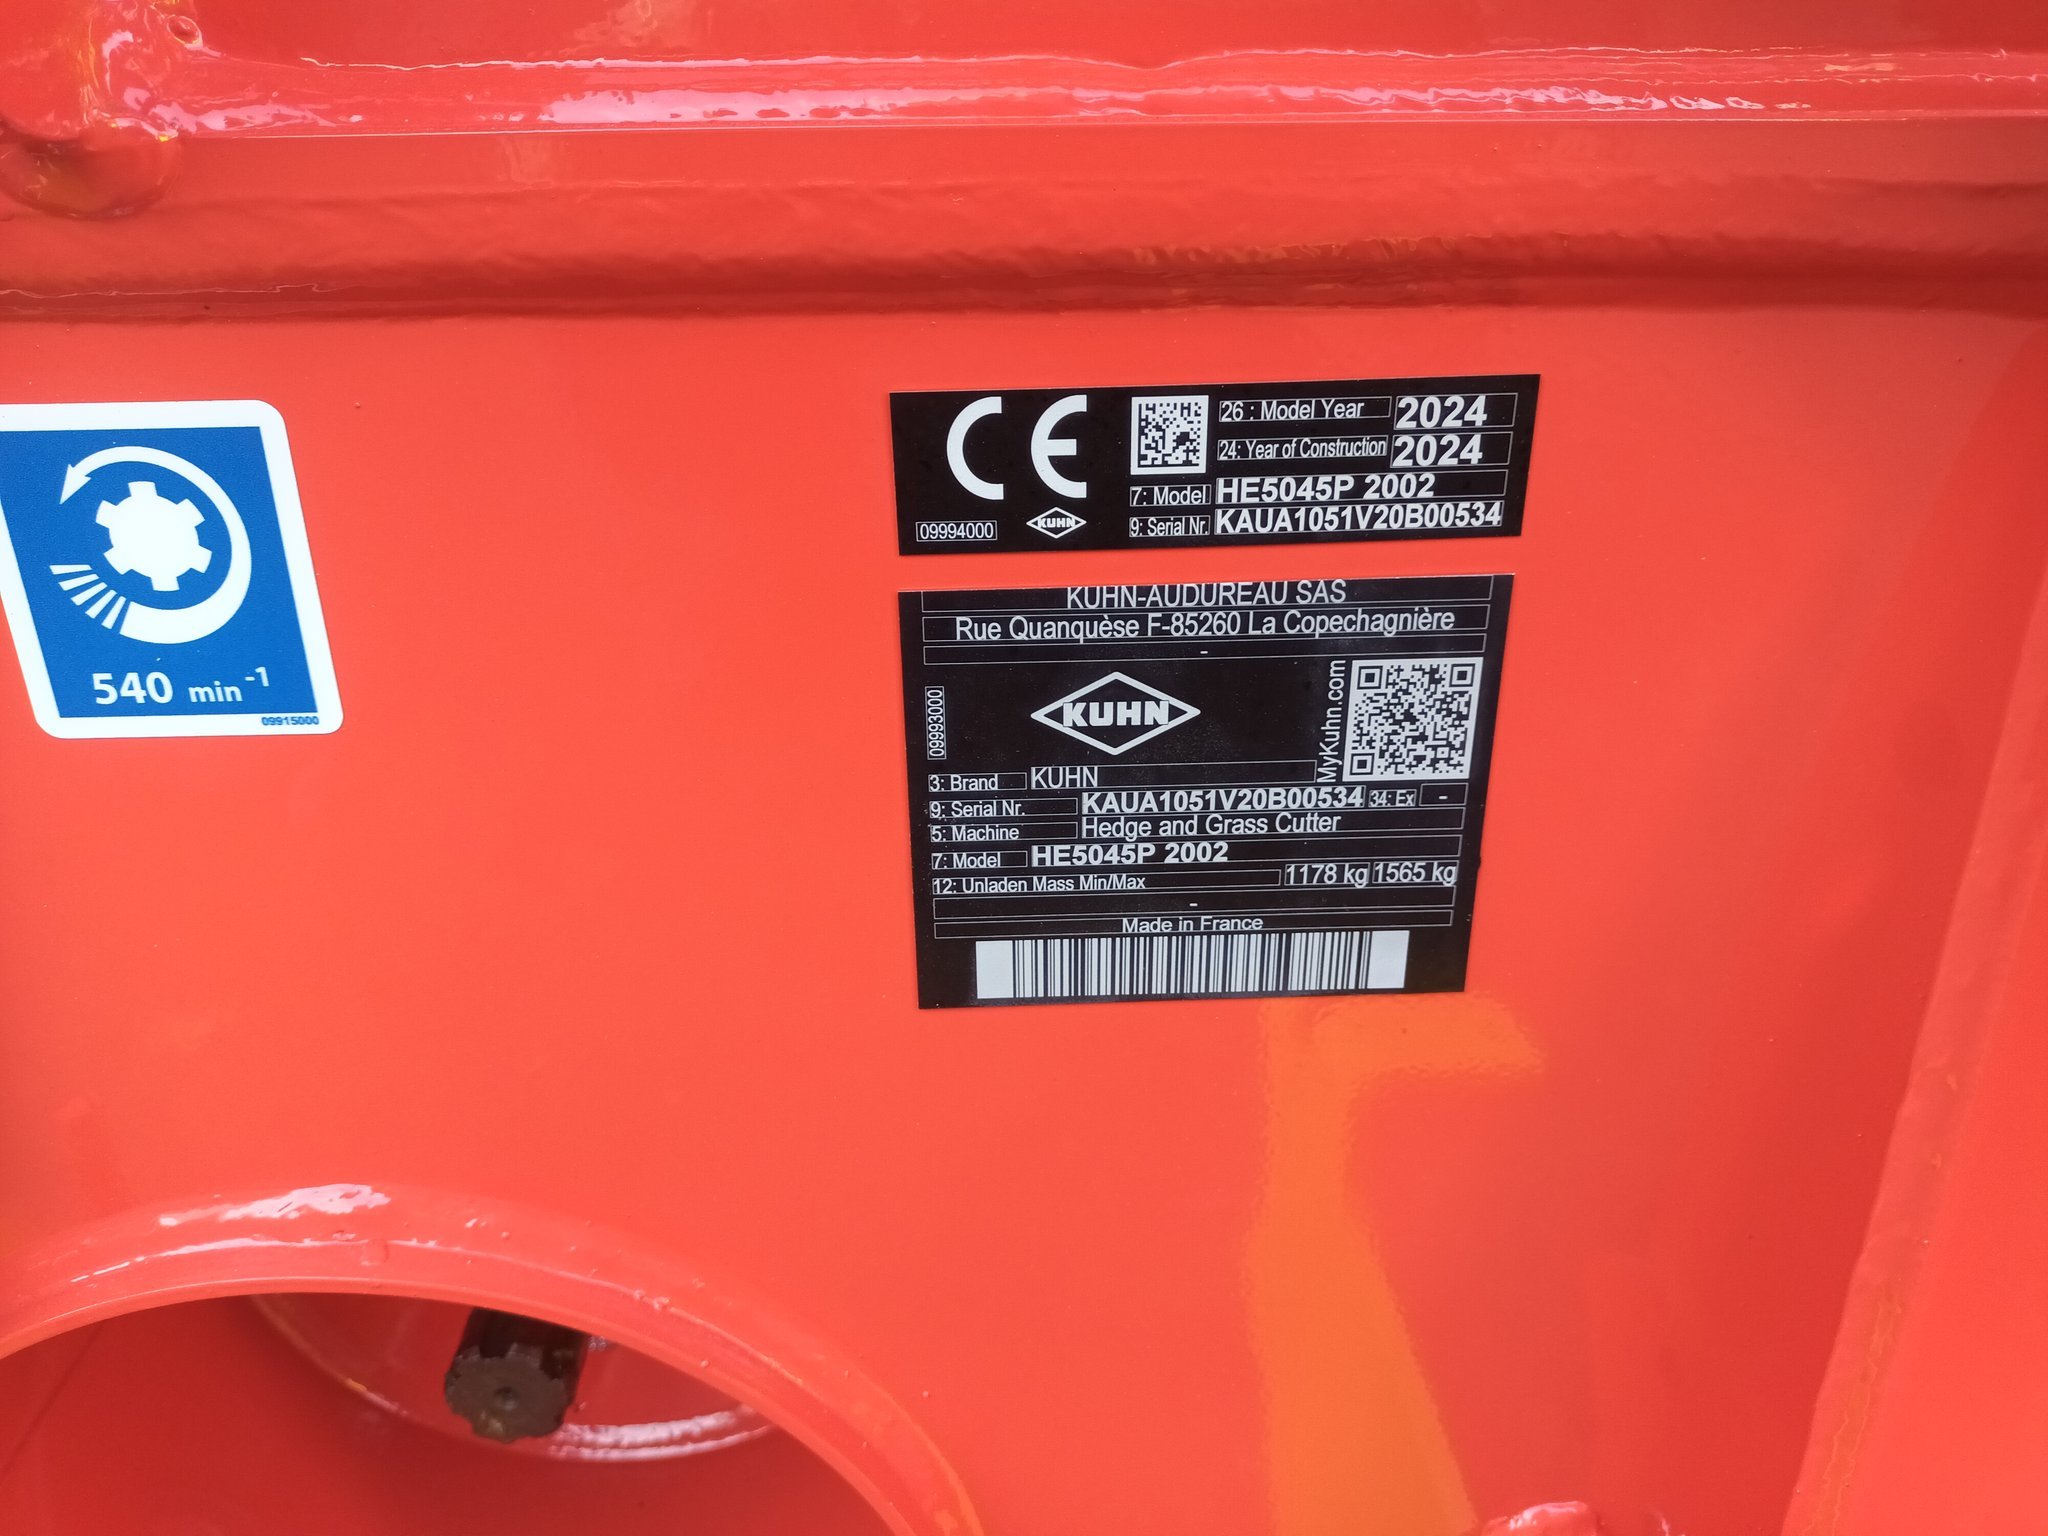 540 min-1
09915000
CE
26 : Model Year 2024
24: Year of Construction 2024
7: Model HE5045P 2002
9: Serial Nr. KAUA1051V20B00534
09994000
KUHN
KUHN-AUDUREAU SAS
Rue Quanquèse F-85260 La Copechagnière
-
09993000
KUHN
MyKuhn.com
3: Brand KUHN
9: Serial Nr. KAUA1051V20B00534 34: Ex -
5: Machine Hedge and Grass Cutter
7: Model HE5045P 2002
12: Unladen Mass Min/Max 1178 kg 1565 kg
-
Made in France